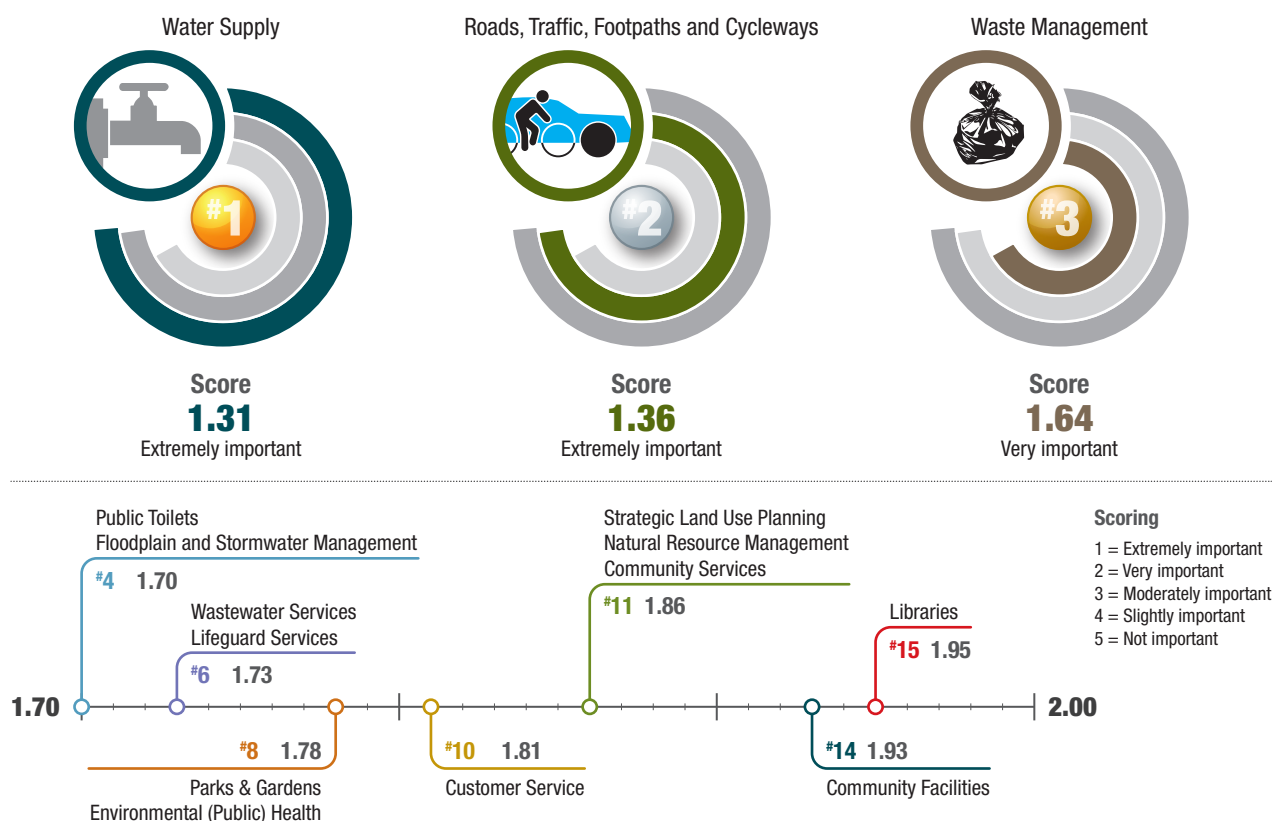 Water Supply
#1
Score
1.31
Extremely important
Roads, Traffic, Footpaths and Cycleways
#2
Score
1.36
Extremely important
Waste Management
#3
Score
1.64
Very important
Public Toilets
Floodplain and Stormwater Management
#4 1.70
Wastewater Services
Lifeguard Services
#6 1.73
Strategic Land Use Planning
Natural Resource Management
Community Services
#11 1.86
Libraries
#15 1.95
Scoring
1 = Extremely important
2 = Very important
3 = Moderately important
4 = Slightly important
5 = Not important
1.70
2.00
#8 1.78
Parks & Gardens
Environmental (Public) Health
#10 1.81
Customer Service
#14 1.93
Community Facilities